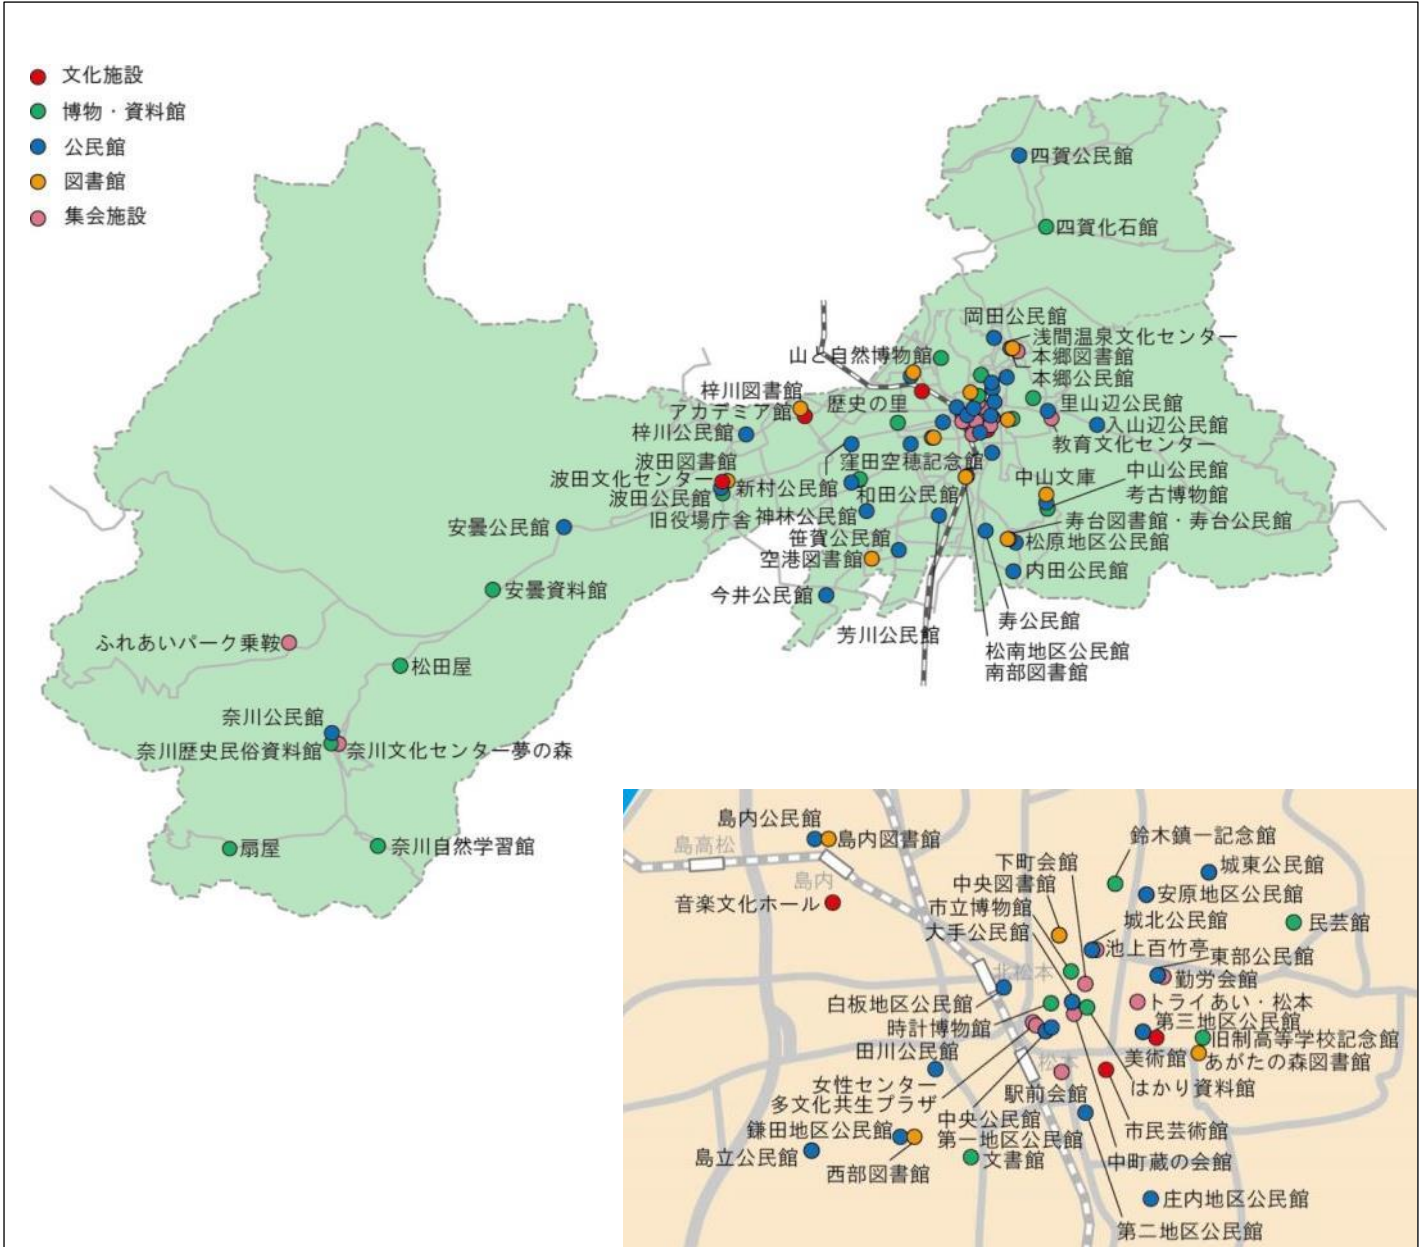 文化施設
博物・資料館
公民館
図書館
集会施設
四賀公民館
四賀化石館
岡田公民館
浅間温泉文化センター
山と自然博物館
本郷図書館
本郷公民館
梓川図書館
アカデミア館
歴史の里
里山辺公民館
梓川公民館
入山辺公民館
教育文化センター
波田図書館
窪田空穂記念館
中山公民館
波田文化センター
中山文庫
新村公民館
和田公民館
考古博物館
波田公民館
旧役場庁舎
神林公民館
寿台図書館・寿台公民館
安曇公民館
笹賀公民館
松原地区公民館
空港図書館
内田公民館
安曇資料館
今井公民館
寿公民館
芳川公民館
ふれあいパーク乗鞍
松南地区公民館
南部図書館
松田屋
奈川公民館
奈川歴史民俗資料館
奈川文化センター夢の森
扇屋
奈川自然学習館
島内公民館
島内図書館
鈴木鎮一記念館
島高松
下町会館
城東公民館
島内
中央図書館
安原地区公民館
音楽文化ホール
市立博物館
城北公民館
民芸館
大手公民館
池上百竹亭
東部公民館
北松本
勤労会館
白板地区公民館
トライあい・松本
時計博物館
第三地区公民館
旧制高等学校記念館
田川公民館
松本
美術館
あがたの森図書館
女性センター
駅前会館
はかり資料館
多文化共生プラザ
中央公民館
鎌田地区公民館
第一地区公民館
市民芸術館
島立公民館
西部図書館
文書館
中町蔵の会館
庄内地区公民館
第二地区公民館